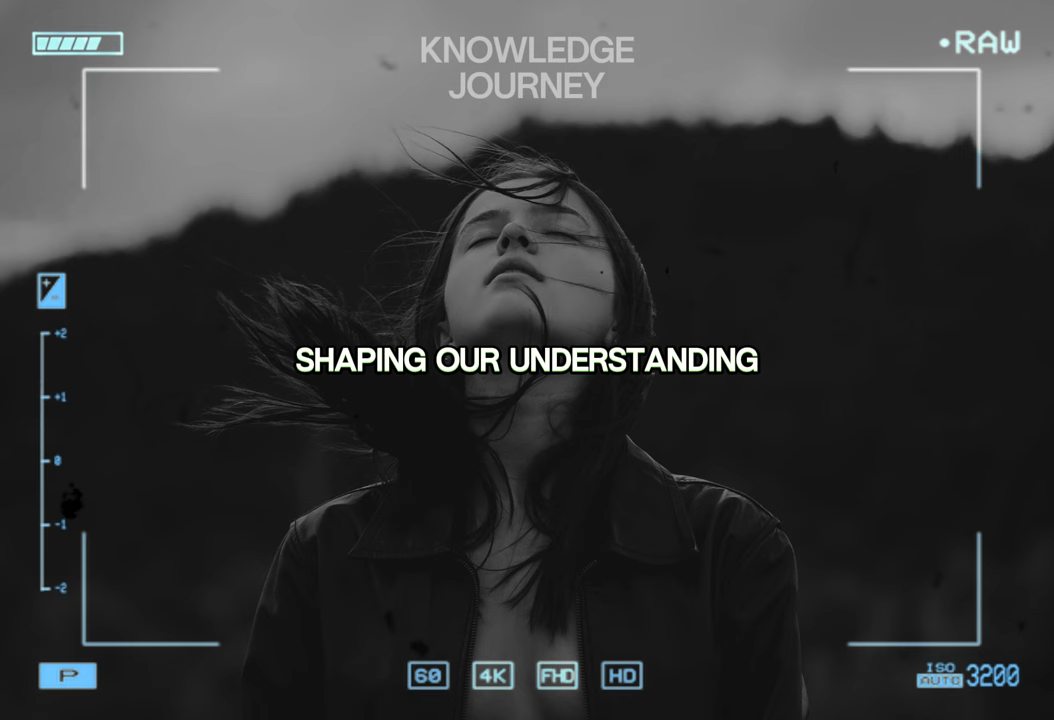 KNOWLEDGE
JOURNEY
•RAW
+2
+1
0
-1
-2
SHAPING OUR UNDERSTANDING
P
60 4K FHD HD
ISO
AUTO 3200